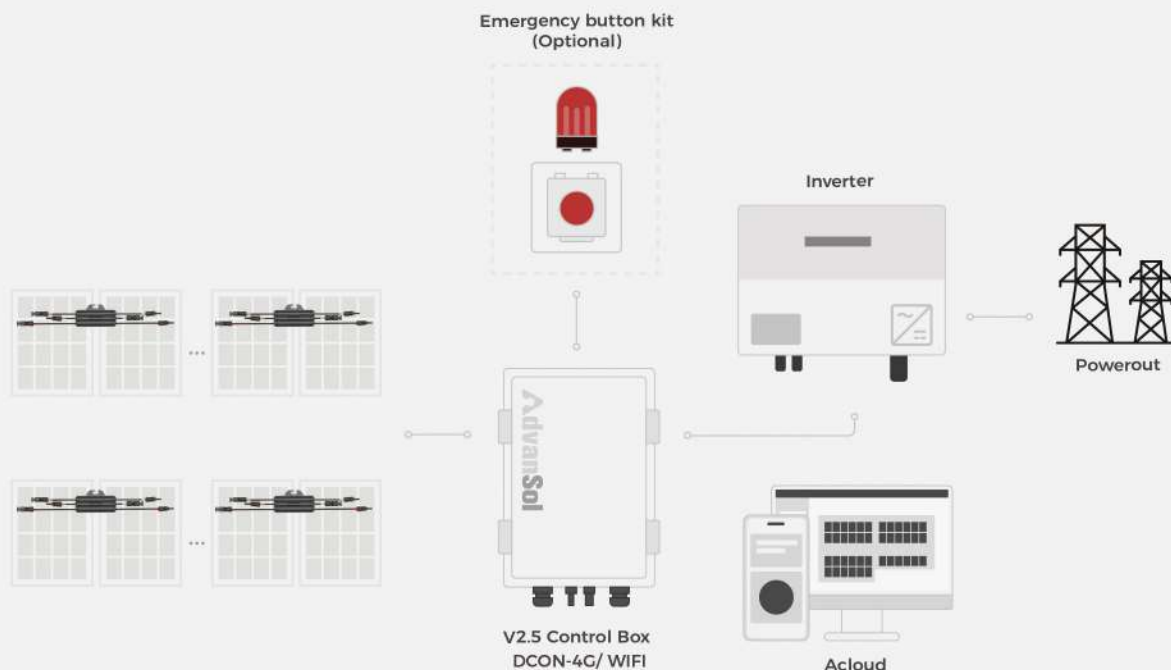 Emergency button kit
(Optional)
Inverter
Powerout
AdvanSol
V2.5 Control Box
DCON-4G/ WIFI
Acloud